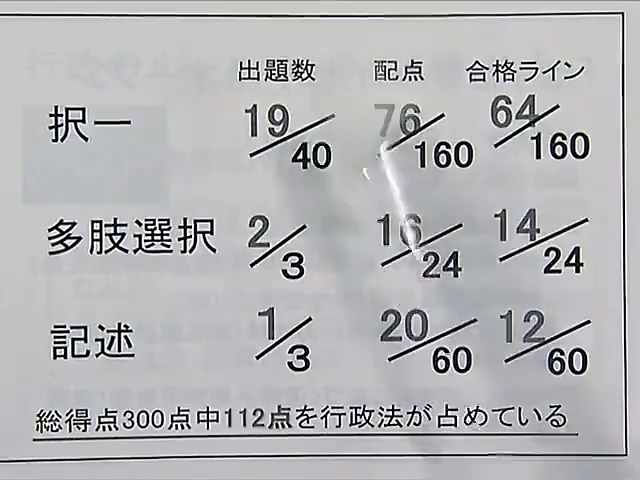 出題数 配点 合格ライン
択一 19/40 76/160 64/160
多肢選択 2/3 16/24 14/24
記述 1/3 20/60 12/60
総得点300点中112点を行政法が占めている